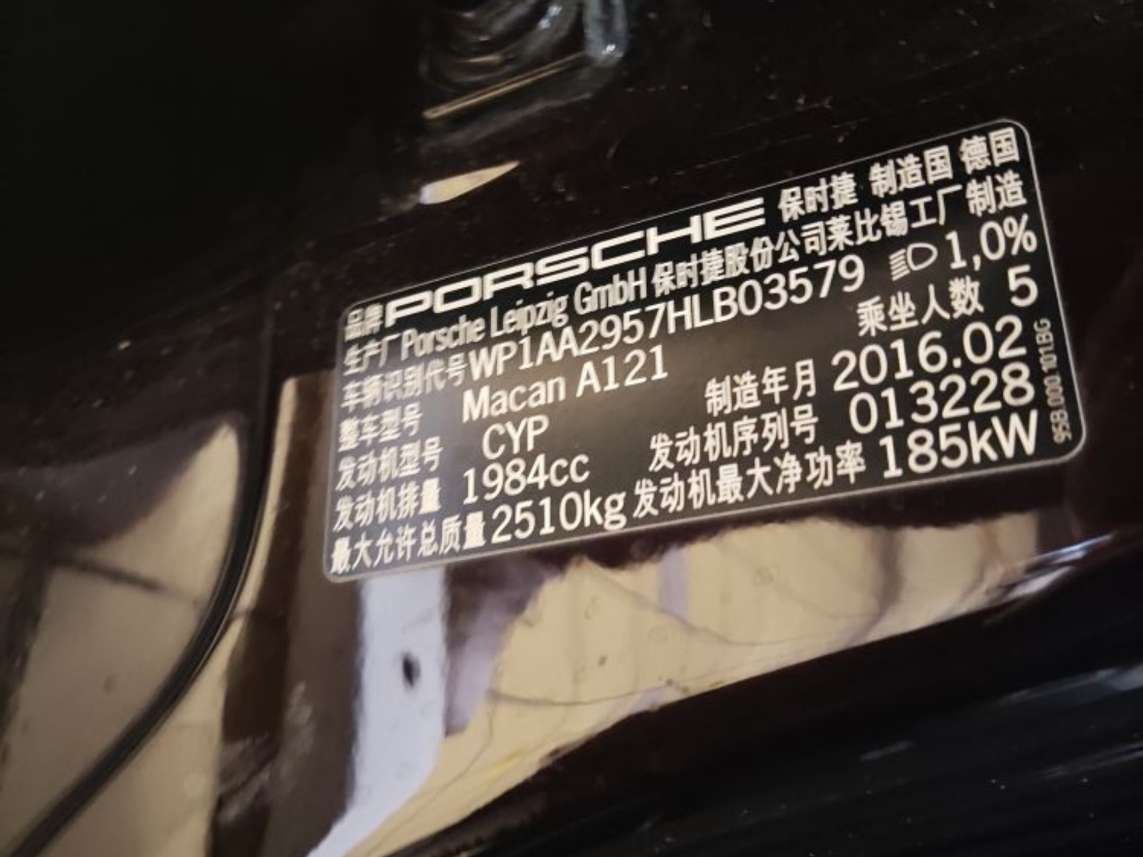 品牌 PORSCHE 保时捷 制造国 德国
生产厂 Porsche Leipzig GmbH 保时捷股份公司莱比锡工厂制造
车辆识别代号 WP1AA2957HLB03579 1,0%
整车型号 Macan A121 乘坐人数 5
发动机型号 CYP 制造年月 2016.02
发动机排量 1984cc 发动机序列号 013228
最大允许总质量 2510kg 发动机最大净功率 185kW
95B 000 101.BG